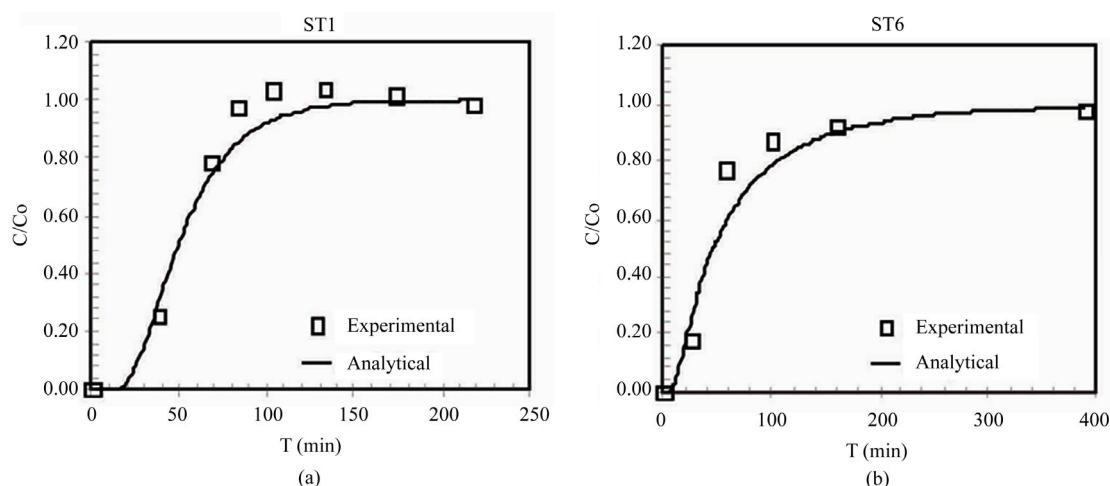 ST1
1.20
1.00
0.80
0.60
0.40
0.20
0.00
C/Co
Experimental
Analytical
0 50 100 150 200 250
T (min)
(a)
ST6
1.20
1.00
0.80
0.60
0.40
0.20
0.00
C/Co
Experimental
Analytical
0 100 200 300 400
T (min)
(b)